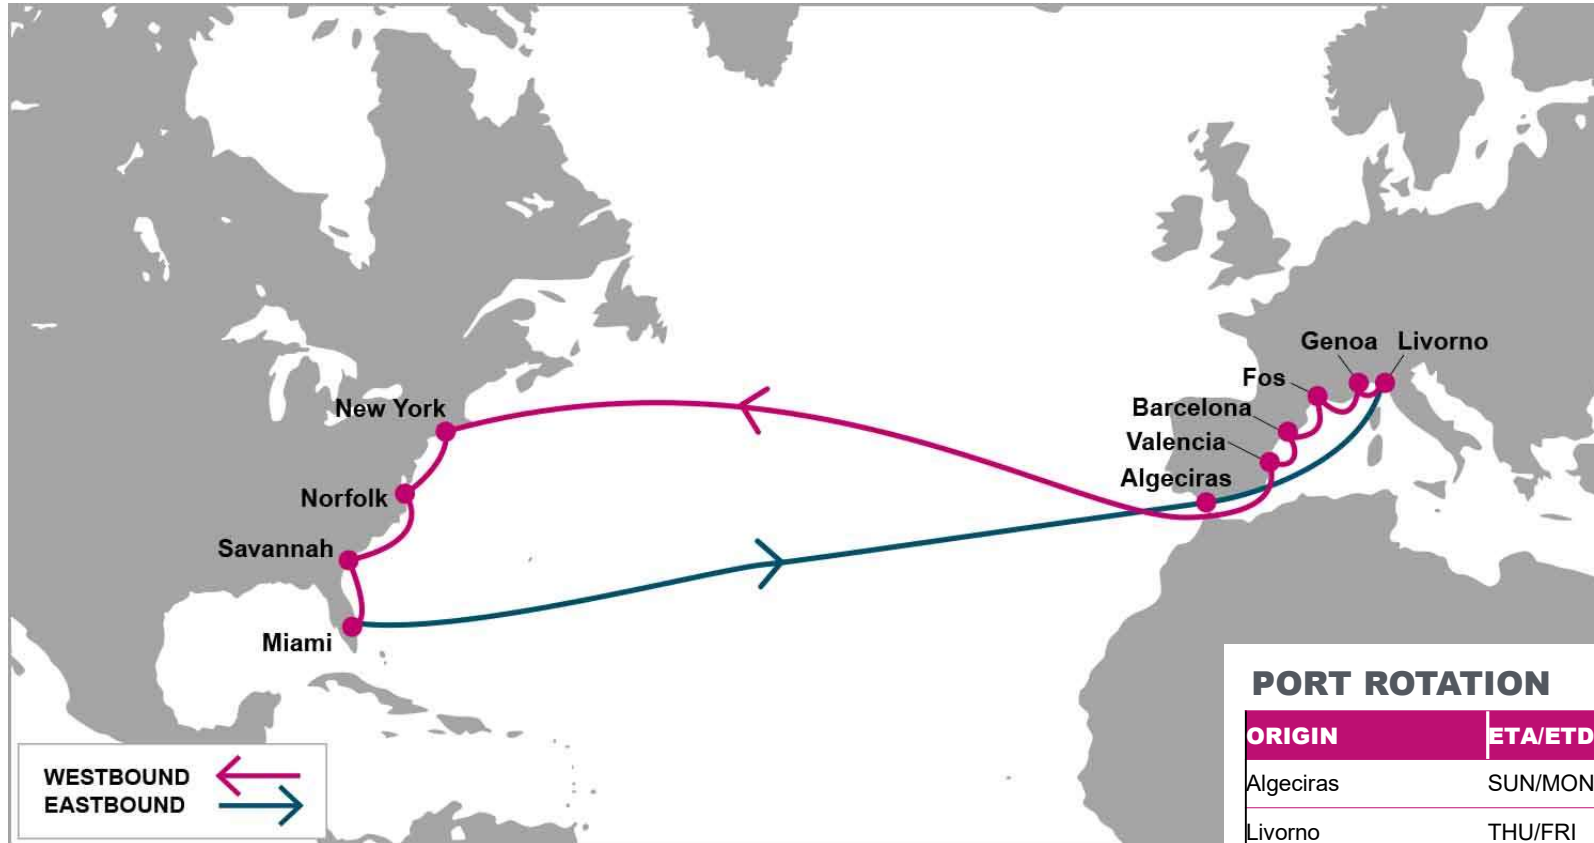 Genoa
Livorno
Fos
Barcelona
Valencia
Algeciras
New York
Norfolk
Savannah
Miami
WESTBOUND
EASTBOUND
PORT ROTATION
ORIGIN ETA/ETD
Algeciras SUN/MON
Livorno THU/FRI